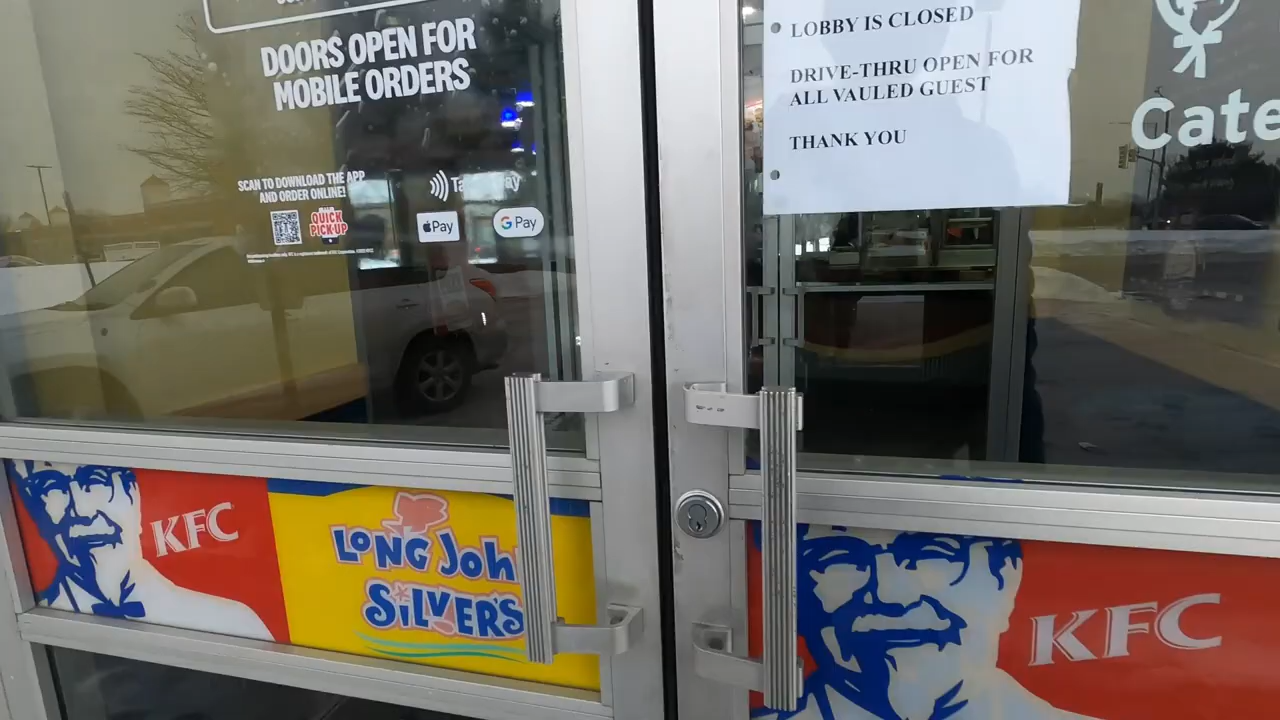 DOORS OPEN FOR
MOBILE ORDERS
SCAN TO DOWNLOAD THE APP
AND ORDER ONLINE!
QUICK
PICK-UP
Pay
G Pay
LOBBY IS CLOSED
DRIVE-THRU OPEN FOR
ALL VAULED GUEST
THANK YOU
Cate
KFC
LONG JOHN
SILVER'S
KFC